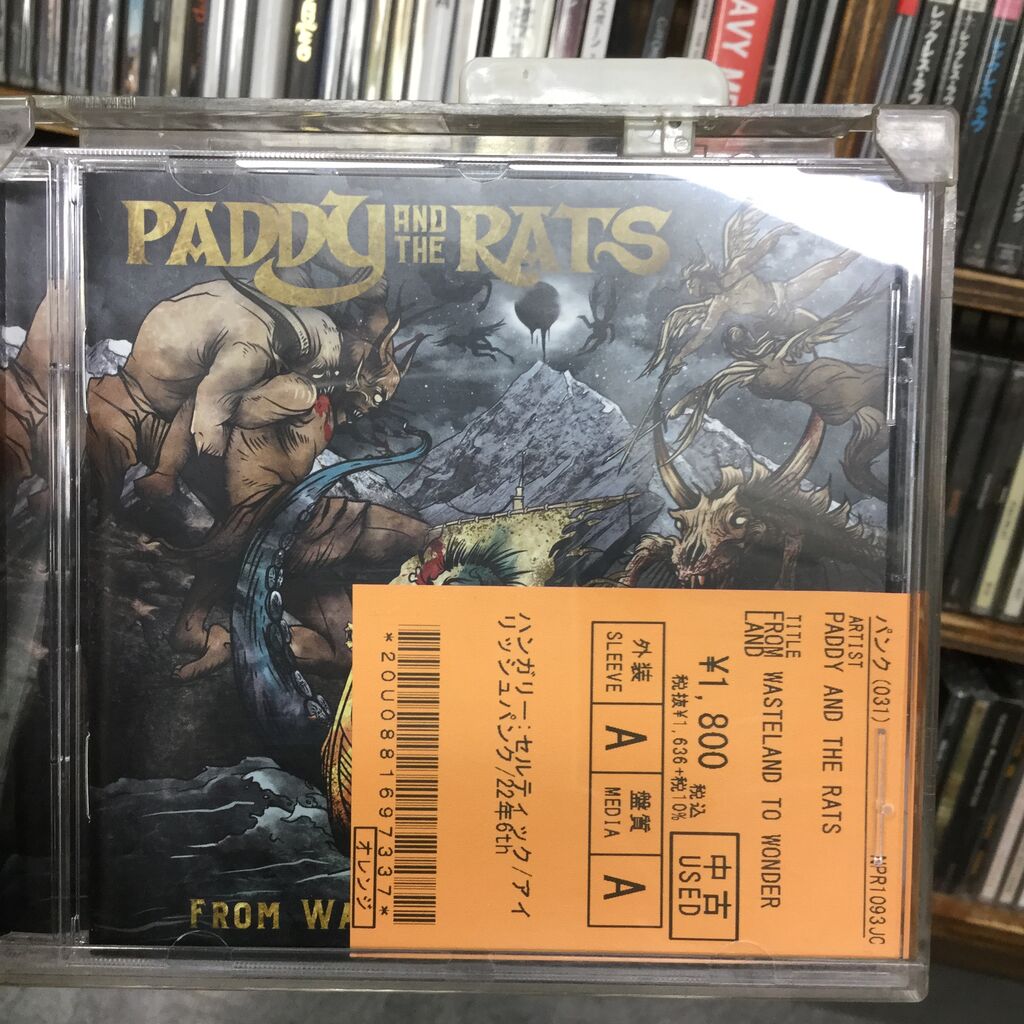 PADDY AND THE RATS
FROM WA
パンク (031)
NPR1093JC
ARTIST
PADDY AND THE RATS
TITLE
FROM WASTELAND TO WONDER
LAND
¥1,800 税込
税抜¥1,636+税10%
中古
USED
外装
SLEEVE
A
盤質
MEDIA
A
ハンガリー:セルティック/アイ
リッシュパンク/22年6th
*20U0881697337*
オレンジ